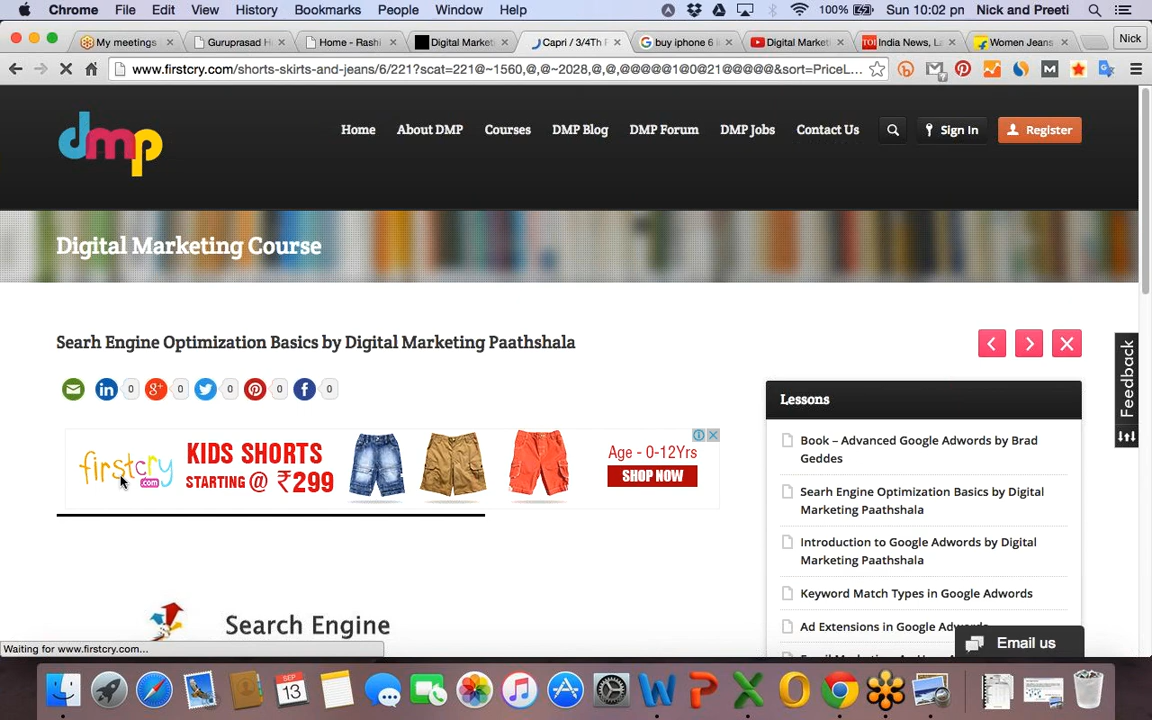 Chrome File Edit View History Bookmarks People Window Help 100% Sun 10:02 pm Nick and Preeti
My meetings Guruprasad H Home - Rashi Digital Market Capri / 3/4Th buy iphone 6 i Digital Market India News, L Women Jeans Nick
www.firstcry.com/shorts-skirts-and-jeans/6/221?scat=221@~1560,@,@~2028,@,@,@@@@@1@0@21@@@@@&sort=PriceL...
dmp
Home About DMP Courses DMP Blog DMP Forum DMP Jobs Contact Us Sign In Register
Digital Marketing Course
Searh Engine Optimization Basics by Digital Marketing Paathshala
0 0 0 0 0
firstcry .com
KIDS SHORTS
STARTING @ ₹299
Age - 0-12Yrs
SHOP NOW
Search Engine
Lessons
Book – Advanced Google Adwords by Brad
Geddes
Searh Engine Optimization Basics by Digital
Marketing Paathshala
Introduction to Google Adwords by Digital
Marketing Paathshala
Keyword Match Types in Google Adwords
Ad Extensions in Google Adwords
Feedback
Email us
Waiting for www.firstcry.com...
SEP
13